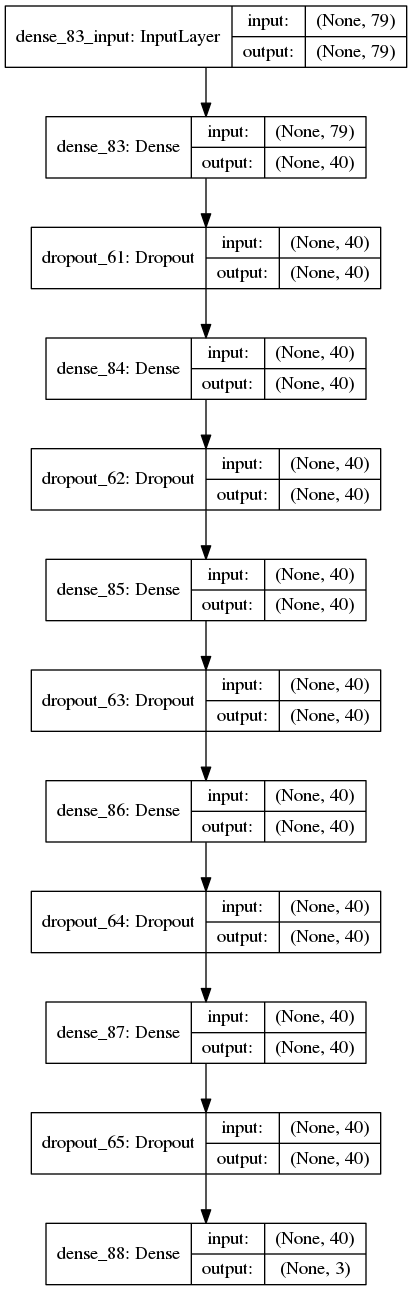 dense_83_input: InputLayer
input: (None, 79)
output: (None, 79)
dense_83: Dense
input: (None, 79)
output: (None, 40)
dropout_61: Dropout
input: (None, 40)
output: (None, 40)
dense_84: Dense
input: (None, 40)
output: (None, 40)
dropout_62: Dropout
input: (None, 40)
output: (None, 40)
dense_85: Dense
input: (None, 40)
output: (None, 40)
dropout_63: Dropout
input: (None, 40)
output: (None, 40)
dense_86: Dense
input: (None, 40)
output: (None, 40)
dropout_64: Dropout
input: (None, 40)
output: (None, 40)
dense_87: Dense
input: (None, 40)
output: (None, 40)
dropout_65: Dropout
input: (None, 40)
output: (None, 40)
dense_88: Dense
input: (None, 40)
output: (None, 3)